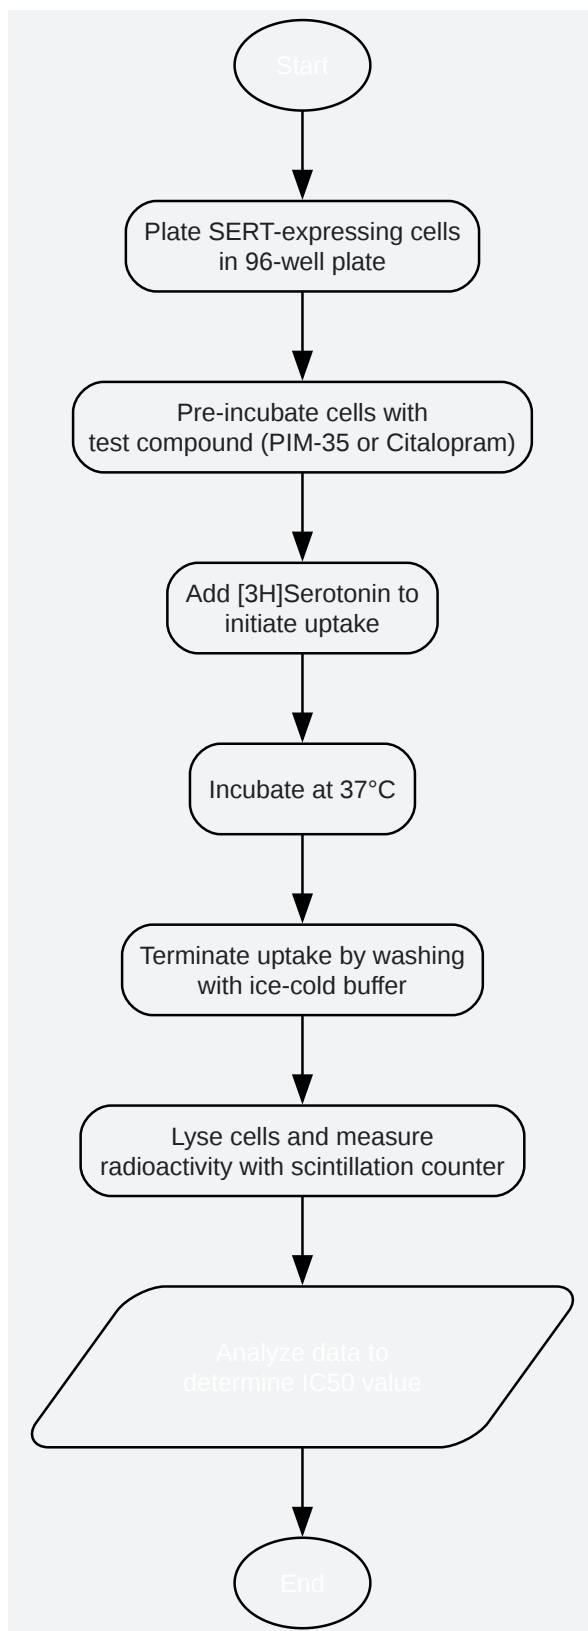 Start
Plate SERT-expressing cells
in 96-well plate
Pre-incubate cells with
test compound (PIM-35 or Citalopram)
Add [3H]Serotonin to
initiate uptake
Incubate at 37°C
Terminate uptake by washing
with ice-cold buffer
Lyse cells and measure
radioactivity with scintillation counter
Analyze data to
determine IC50 value
End